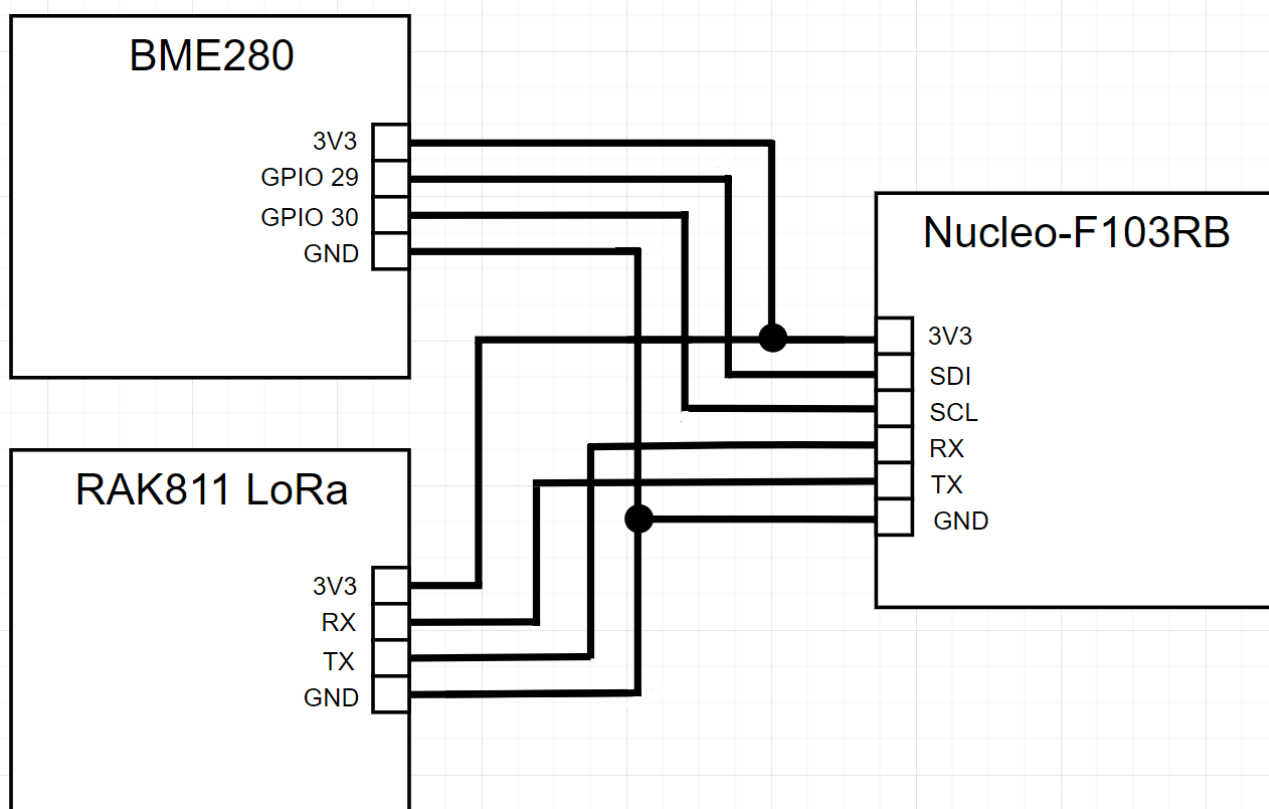 BME280
3V3
GPIO 29
GPIO 30
GND
Nucleo-F103RB
3V3
SDI
SCL
RX
TX
GND
RAK811 LoRa
3V3
RX
TX
GND